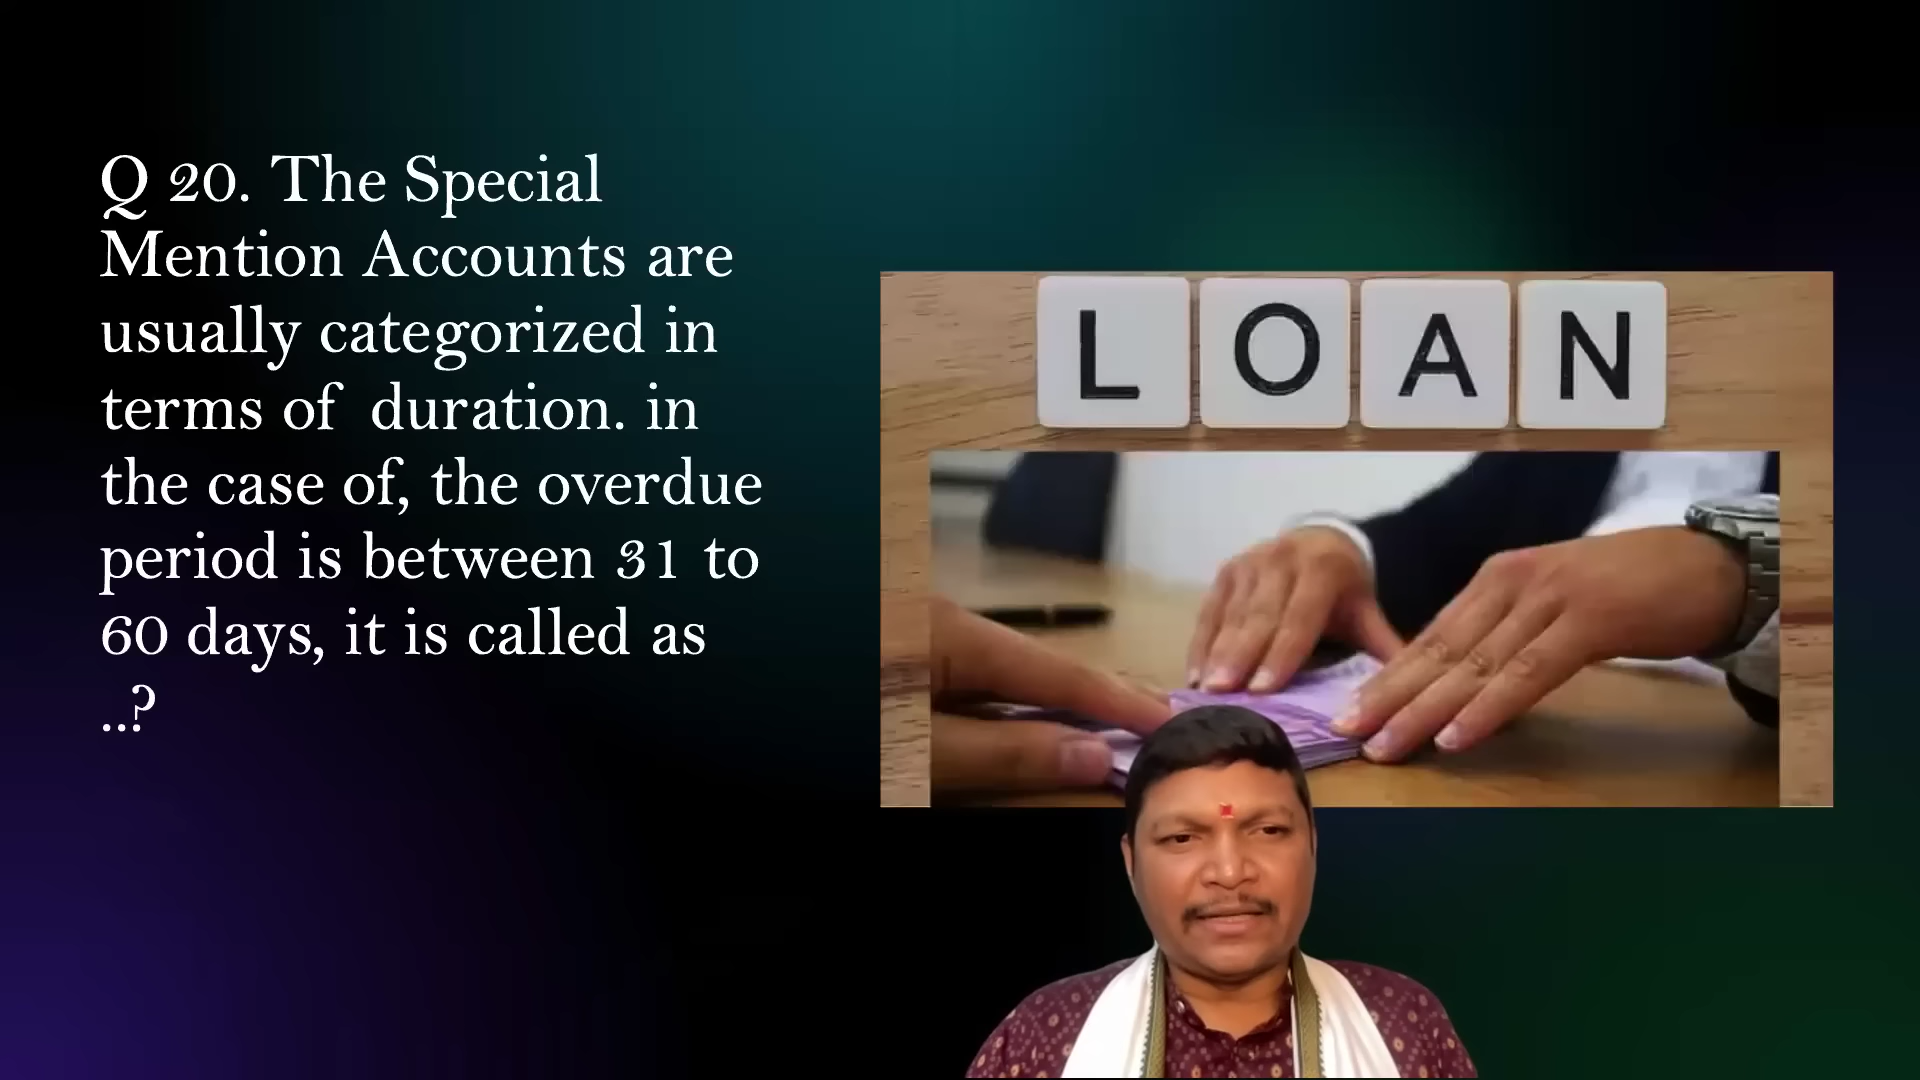 Q 20. The Special
Mention Accounts are
usually categorized in
terms of  duration. in
the case of, the overdue
period is between 31 to
60 days, it is called as
..?
LOAN